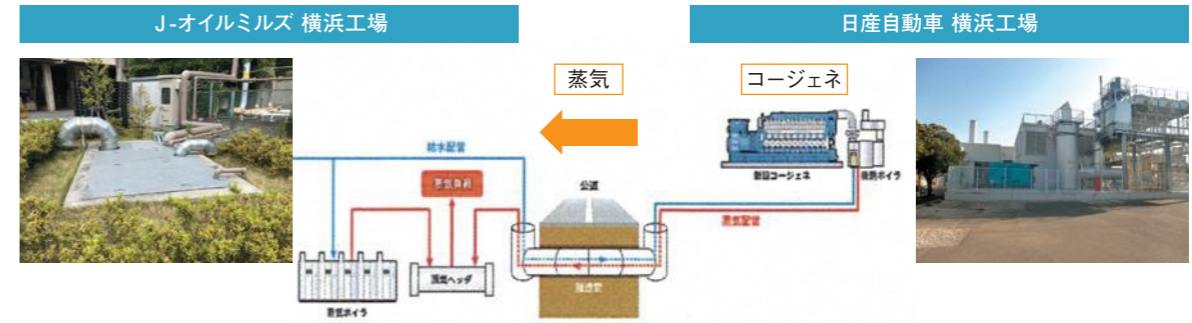 J-オイルミルズ 横浜工場
日産自動車 横浜工場
蒸気
コージェネ
給水配管
蒸気負荷
公道
新設コージェネ
排熱ボイラ
蒸気配管
蒸気ヘッダ
推進管
蒸気ボイラ